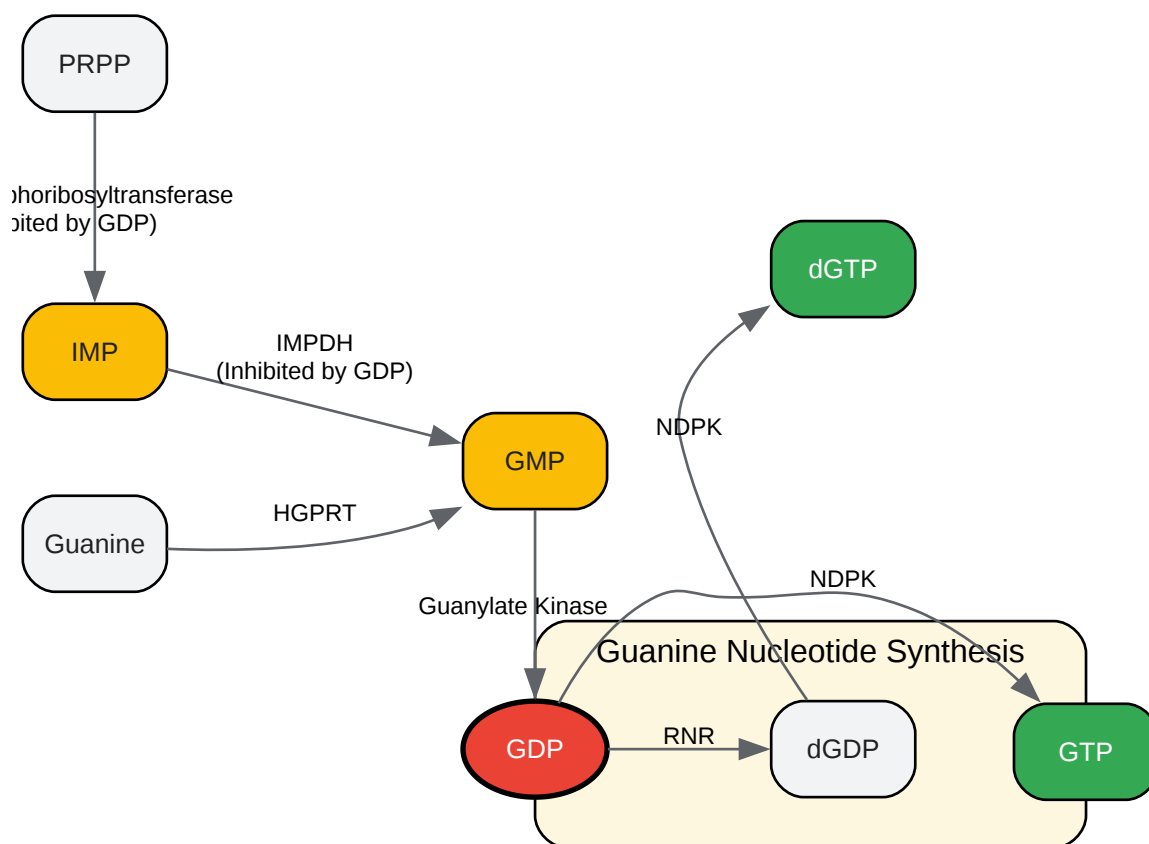 PRPP
phoribosyltransferase
bited by GDP)
dGTP
IMP
IMPDH
(Inhibited by GDP)
NDPK
GMP
HGPRT
Guanine
NDPK
Guanylate Kinase
Guanine Nucleotide Synthesis
GDP
RNR
dGDP
GTP